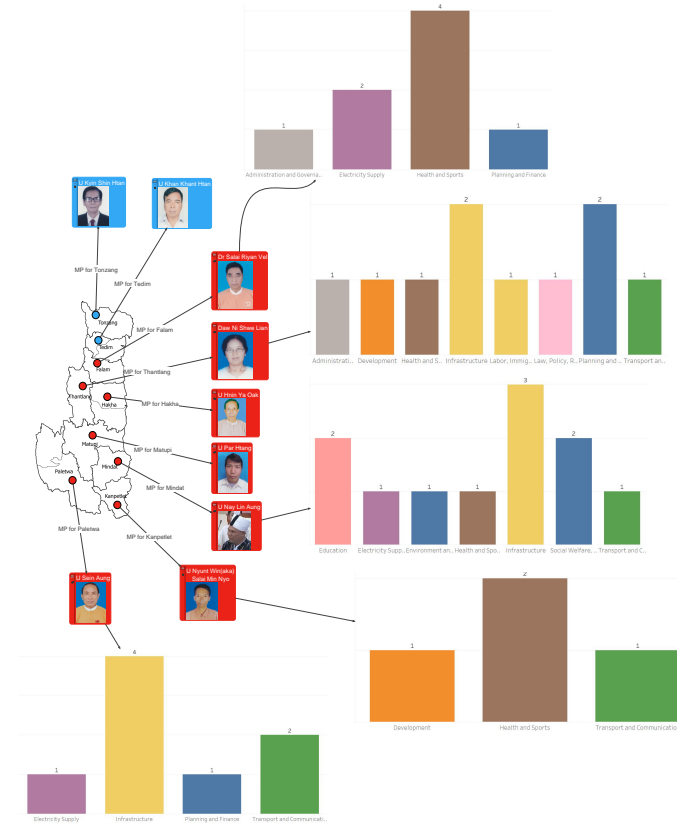 4
2
1
1
Administration and Governa...
Electricity Supply
Health and Sports
Planning and Finance
U Kyin Shin Htan
U Khan Khant Htan
MP for Tonzang
MP for Tedim
Dr Salai Riyan Vet
MP for Falam
Tonzang
Tedim
Falam
Daw Ni Shwe Lian
MP for Thantlang
2
2
1
1
1
1
1
1
Administrati..
Development
Health and S..
Infrastructure
Labor, Immig..
Law, Policy, R..
Planning and ..
Transport an..
Thantlang
Hakha
U Hnin Ya Oak
MP for Hakha
Matupi
U Par Htang
MP for Matupi
Mindat
Paletwa
MP for Mindat
U Nay Lin Aung
3
2
2
1
1
1
1
Education
Electricity Supp..
Environment an..
Health and Spo..
Infrastructure
Social Welfare, ..
Transport and C..
Kanpetlet
MP for Paletwa
MP for Kanpetlet
U Sein Aung
U Nyunt Win(aka)
Salai Min Nyo
2
1
1
Development
Health and Sports
Transport and Communicatio
4
2
1
1
Electricity Supply
Infrastructure
Planning and Finance
Transport and Communicati..